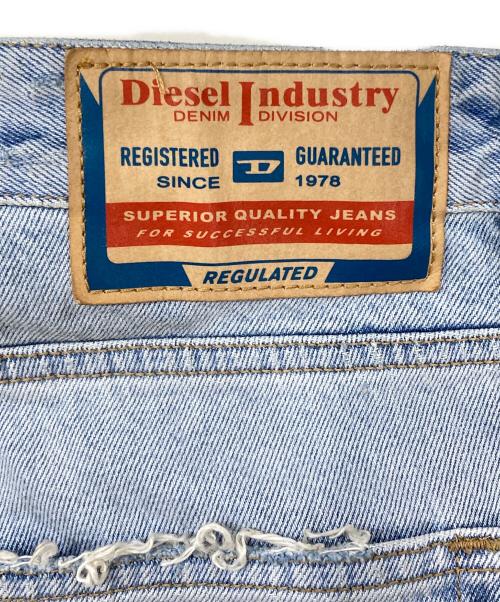 Diesel Industry
DENIM DIVISION
REGISTERED D GUARANTEED
SINCE 1978
SUPERIOR QUALITY JEANS
FOR SUCCESSFUL LIVING
REGULATED